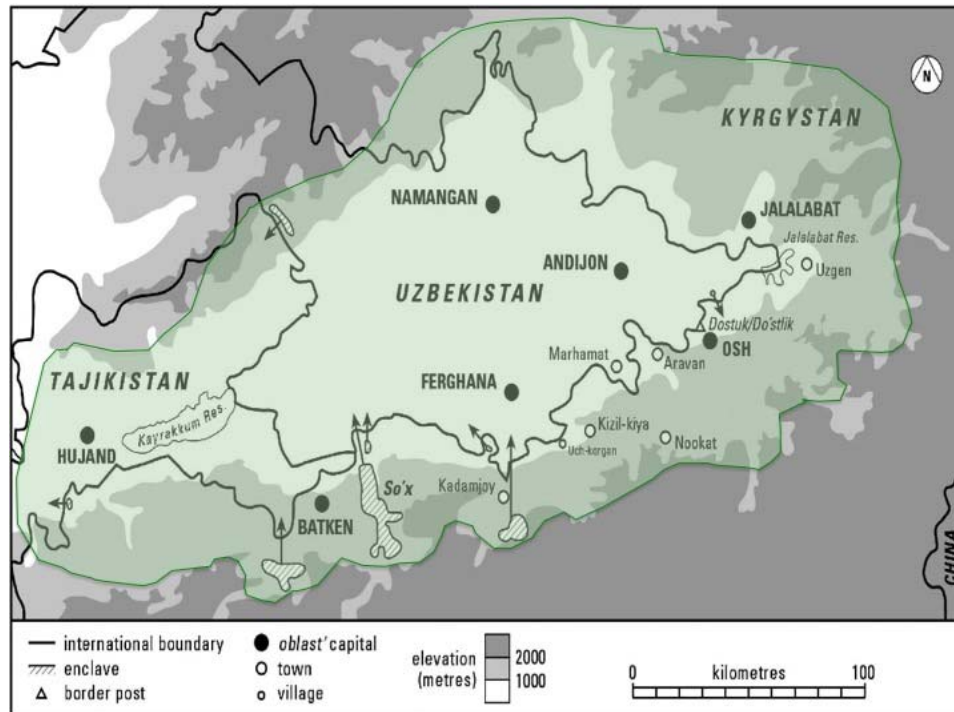 N
KYRGYSTAN
NAMANGAN
JALALABAT
Jalalabat Res.
Uzgen
ANDIJON
UZBEKISTAN
Dostuk/Do'stlik
OSH
Marhamat
Aravan
TAJIKISTAN
FERGHANA
Kayrakkum Res.
HUJAND
Kizil-kiya
Uch-korgan
Nookat
So'x
Kadamjoy
BATKEN
CHINA
international boundary
enclave
border post
oblast' capital
town
village
elevation
(metres)
2000
1000
kilometres
0
100